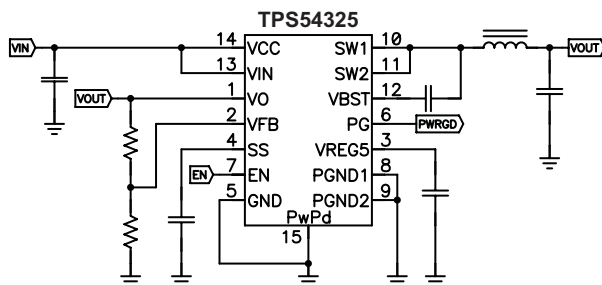 TPS54325
VIN
14 VCC SW1 10
13 VIN SW2 11
VOUT
1 VO VBST 12
2 VFB PG 6 PWRGD
4 SS VREG5 3
EN
7 EN PGND1 8
5 GND PGND2 9
PwPd
15
VOUT